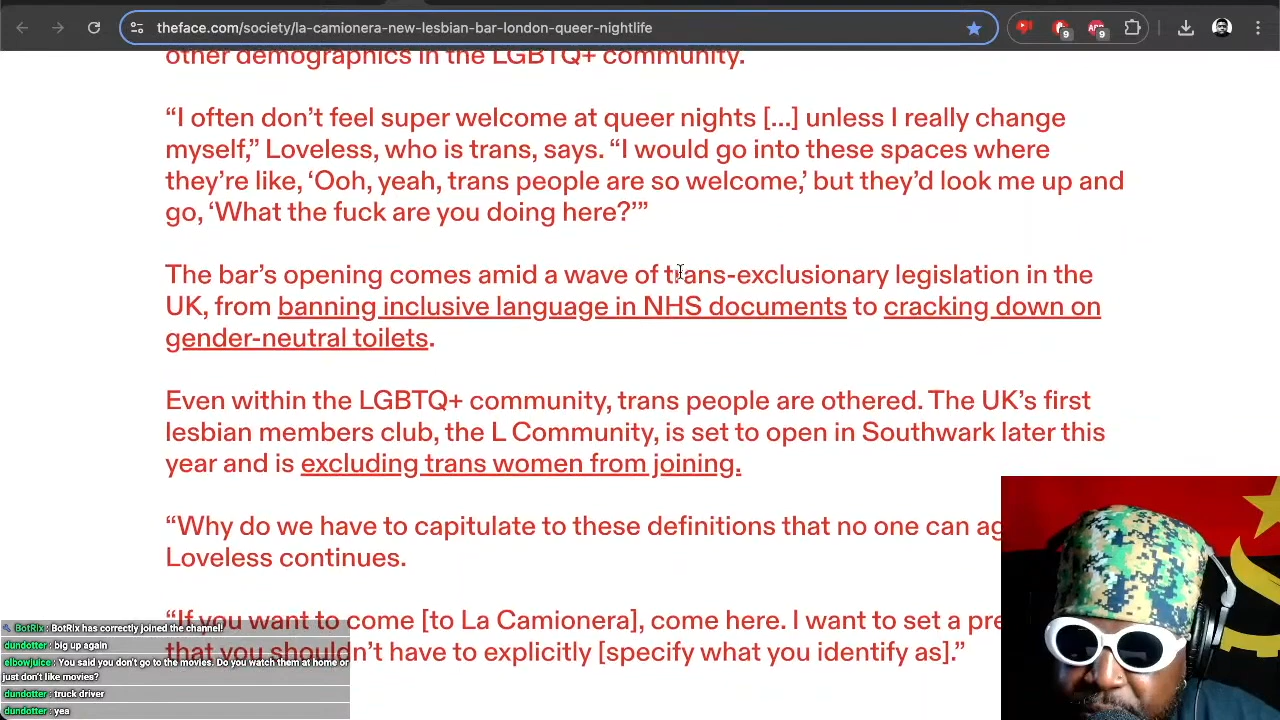 theface.com/society/la-camionera-new-lesbian-bar-london-queer-nightlife
9
9
other demographics in the LGBTQ+ community.
“I often don’t feel super welcome at queer nights […] unless I really change
myself,” Loveless, who is trans, says. “I would go into these spaces where
they’re like, ‘Ooh, yeah, trans people are so welcome,’ but they’d look me up and
go, ‘What the fuck are you doing here?’”
The bar’s opening comes amid a wave of trans-exclusionary legislation in the
UK, from banning inclusive language in NHS documents to cracking down on
gender-neutral toilets.
Even within the LGBTQ+ community, trans people are othered. The UK’s first
lesbian members club, the L Community, is set to open in Southwark later this
year and is excluding trans women from joining.
“Why do we have to capitulate to these definitions that no one can ag
Loveless continues.
“If you want to come [to La Camionera], come here. I want to set a pre
that you shouldn’t have to explicitly [specify what you identify as].”
BotRix : BotRix has correctly joined the channel!
dundotter : big up again
elbowjuice : You said you don't go to the movies. Do you watch them at home or
just don't like movies?
dundotter : truck driver
dundotter : yea